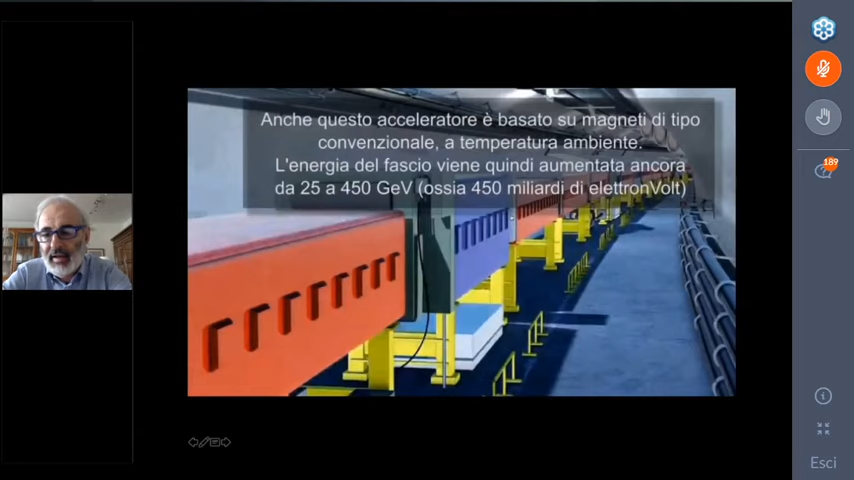 Anche questo acceleratore è basato su magneti di tipo
convenzionale, a temperatura ambiente.
L'energia del fascio viene quindi aumentata ancora
da 25 a 450 GeV (ossia 450 miliardi di elettronVolt)
189
Esci